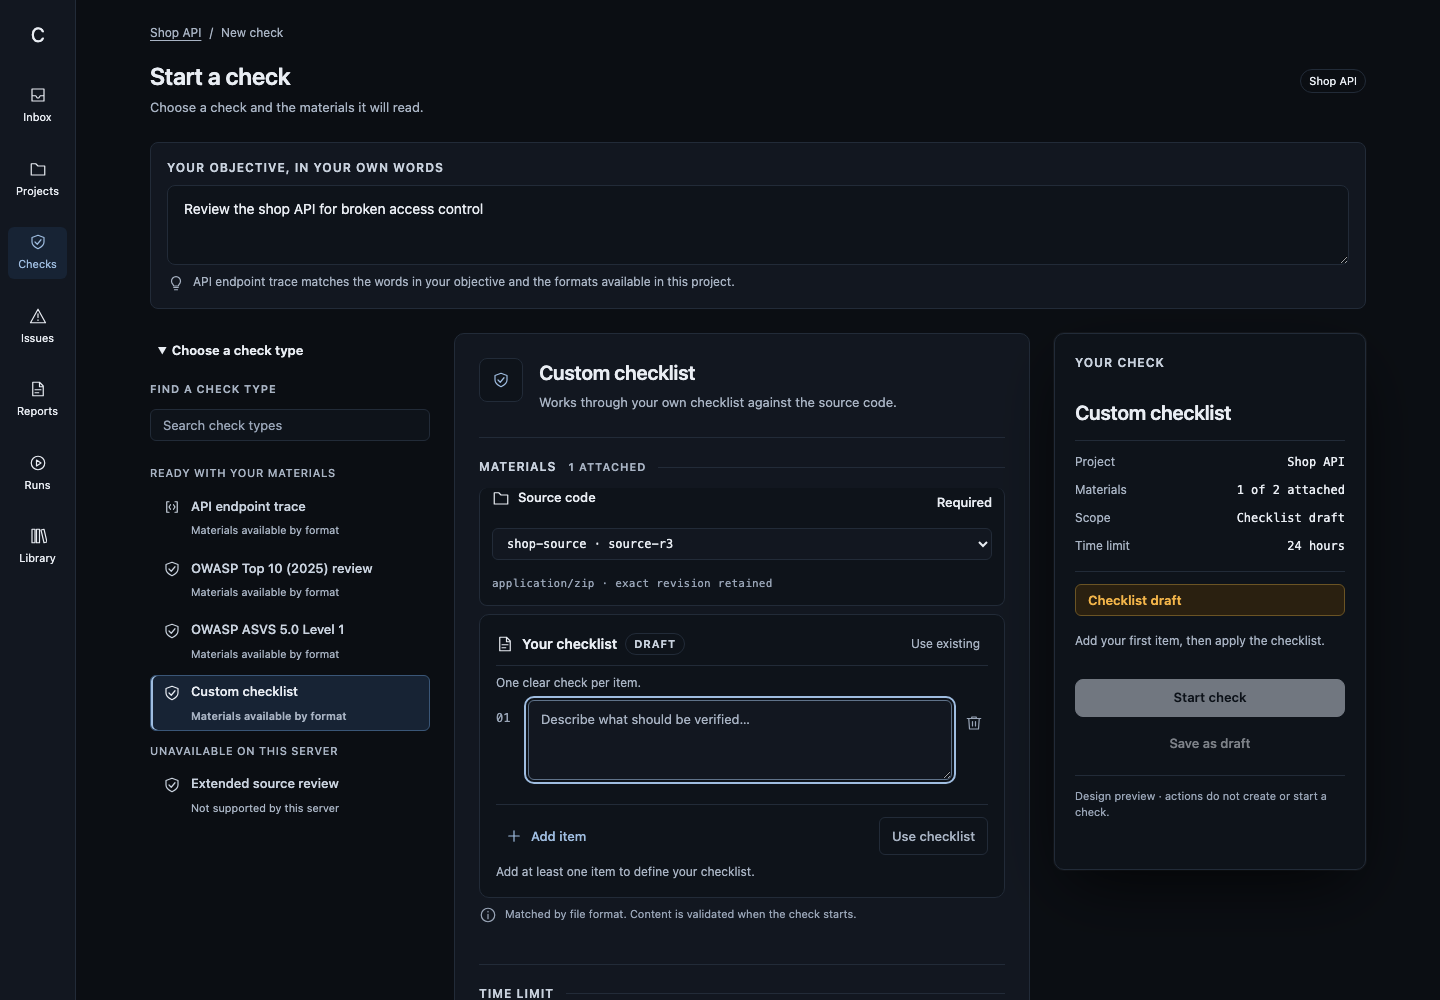 C
Inbox
Projects
Checks
Issues
Reports
Runs
Library
Shop API / New check
Start a check
Choose a check and the materials it will read.
Shop API
YOUR OBJECTIVE, IN YOUR OWN WORDS
Review the shop API for broken access control
API endpoint trace matches the words in your objective and the formats available in this project.
Choose a check type
FIND A CHECK TYPE
Search check types
READY WITH YOUR MATERIALS
API endpoint trace
Materials available by format
OWASP Top 10 (2025) review
Materials available by format
OWASP ASVS 5.0 Level 1
Materials available by format
Custom checklist
Materials available by format
UNAVAILABLE ON THIS SERVER
Extended source review
Not supported by this server
Custom checklist
Works through your own checklist against the source code.
MATERIALS 1 ATTACHED
Source code
Required
shop-source · source-r3
application/zip · exact revision retained
Your checklist DRAFT Use existing
One clear check per item.
01 Describe what should be verified...
Add item
Use checklist
Add at least one item to define your checklist.
Matched by file format. Content is validated when the check starts.
TIME LIMIT
YOUR CHECK
Custom checklist
Project Shop API
Materials 1 of 2 attached
Scope Checklist draft
Time limit 24 hours
Checklist draft
Add your first item, then apply the checklist.
Start check
Save as draft
Design preview · actions do not create or start a
check.